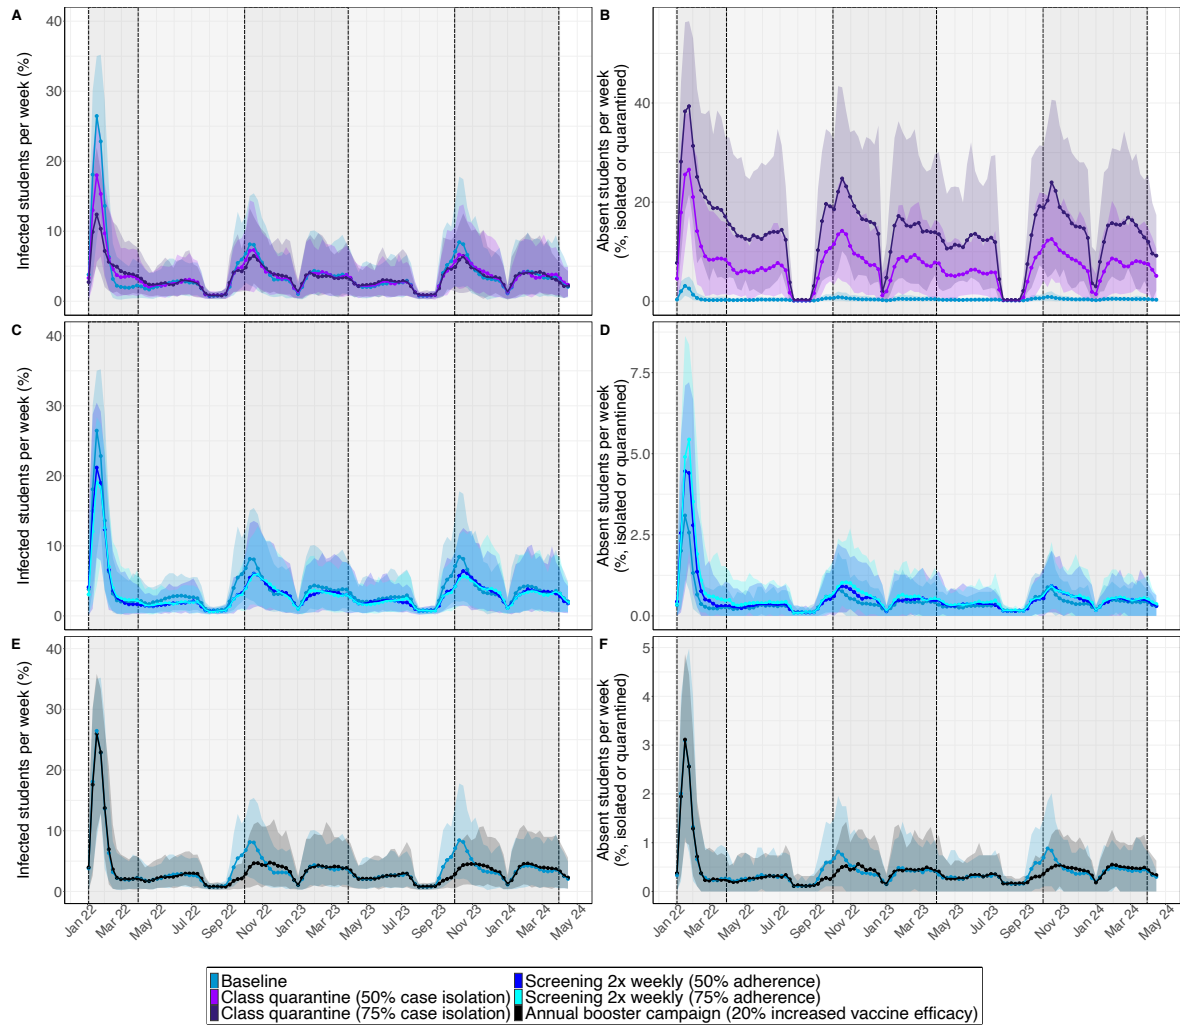 A
Infected students per week (%)
40
30
20
10
0
B
Absent students per week
(%, isolated or quarantined)
40
20
0
C
Infected students per week (%)
40
30
20
10
0
D
Absent students per week
(%, isolated or quarantined)
7.5
5.0
2.5
0.0
E
Infected students per week (%)
40
30
20
10
0
F
Absent students per week
(%, isolated or quarantined)
5
4
3
2
1
0
Jan 22 Mar 22 May 22 Jul 22 Sep 22 Nov 22 Jan 23 Mar 23 May 23 Jul 23 Sep 23 Nov 23 Jan 24 Mar 24 May 24
Jan 22 Mar 22 May 22 Jul 22 Sep 22 Nov 22 Jan 23 Mar 23 May 23 Jul 23 Sep 23 Nov 23 Jan 24 Mar 24 May 24
Baseline
Class quarantine (50% case isolation)
Class quarantine (75% case isolation)
Screening 2x weekly (50% adherence)
Screening 2x weekly (75% adherence)
Annual booster campaign (20% increased vaccine efficacy)